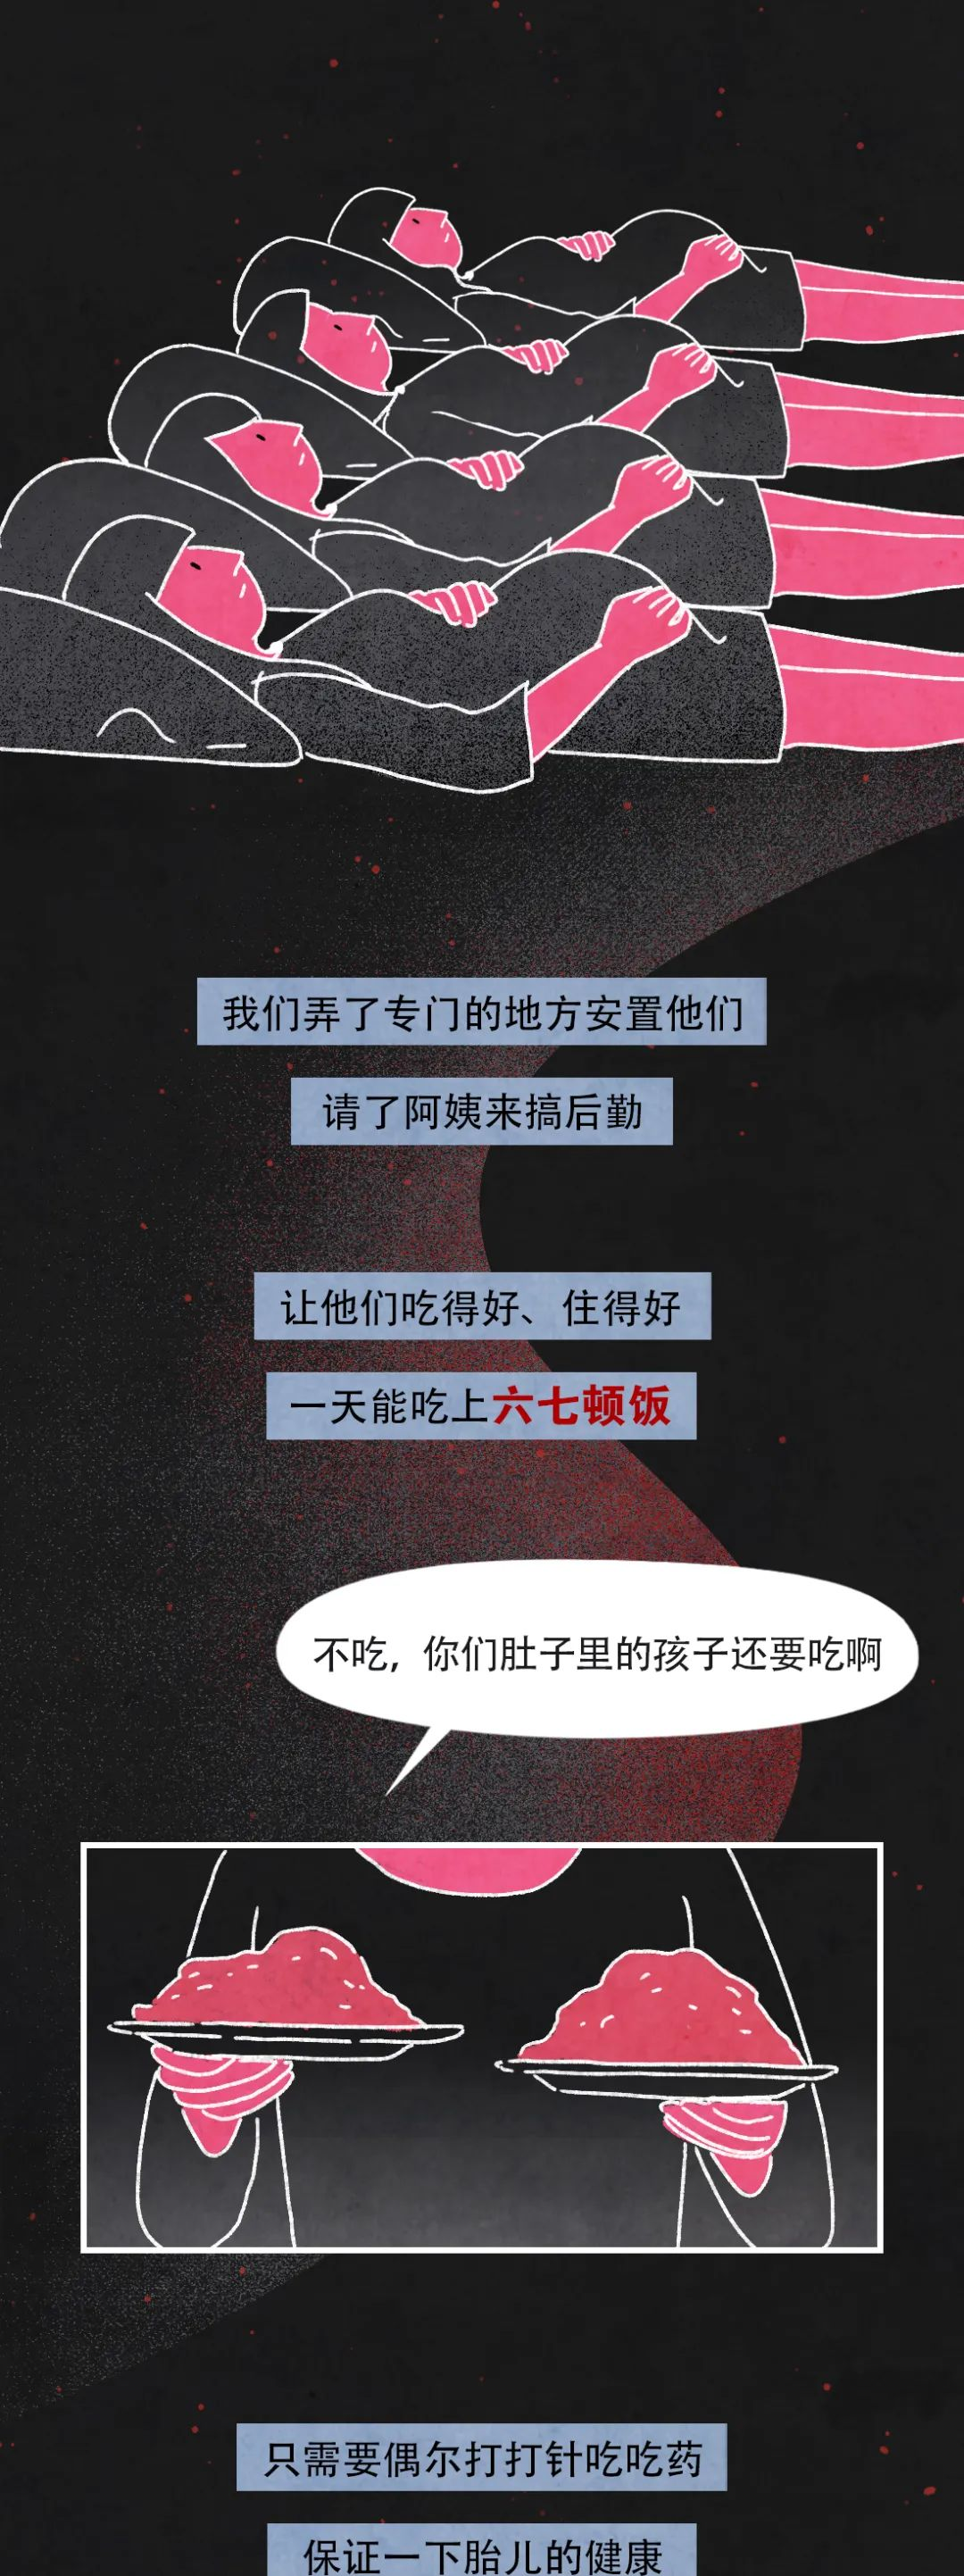 我们弄了专门的地方安置他们
请了阿姨来搞后勤
让他们吃得好、住得好
一天能吃上六七顿饭
不吃，你们肚子里的孩子还要吃啊
只需要偶尔打打针吃吃药
保证一下胎儿的健康